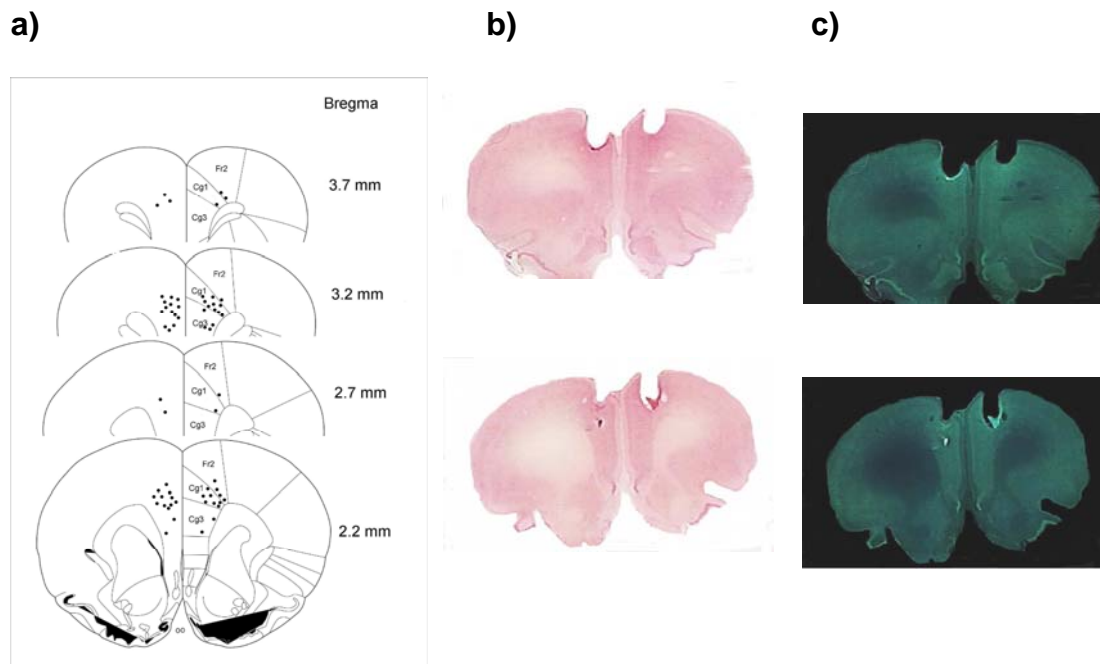 a)
b)
c)
Bregma
Fr2
Cg1
Cg3
3.7 mm
Fr2
Cg1
Cg3
3.2 mm
Fr2
Cg1
Cg3
2.7 mm
Fr2
Cg1
Cg3
2.2 mm